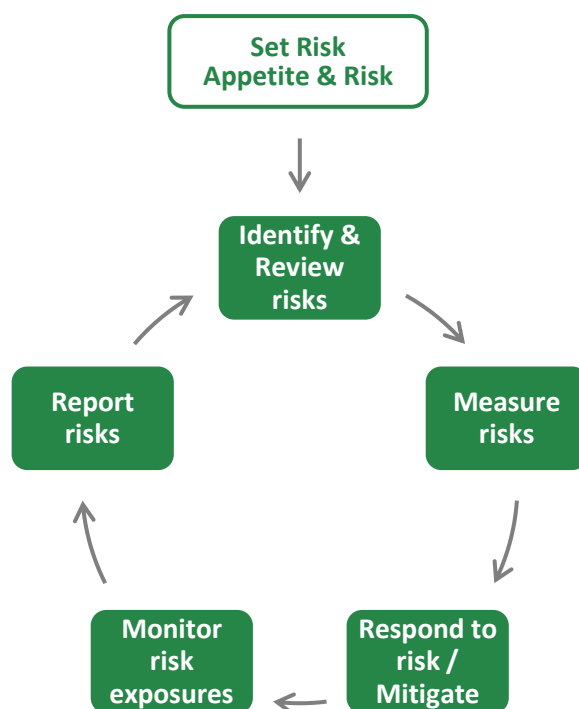 Set Risk
Appetite & Risk
Identify &
Review
risks
Measure
risks
Respond to
risk /
Mitigate
Monitor
risk
exposures
Report
risks